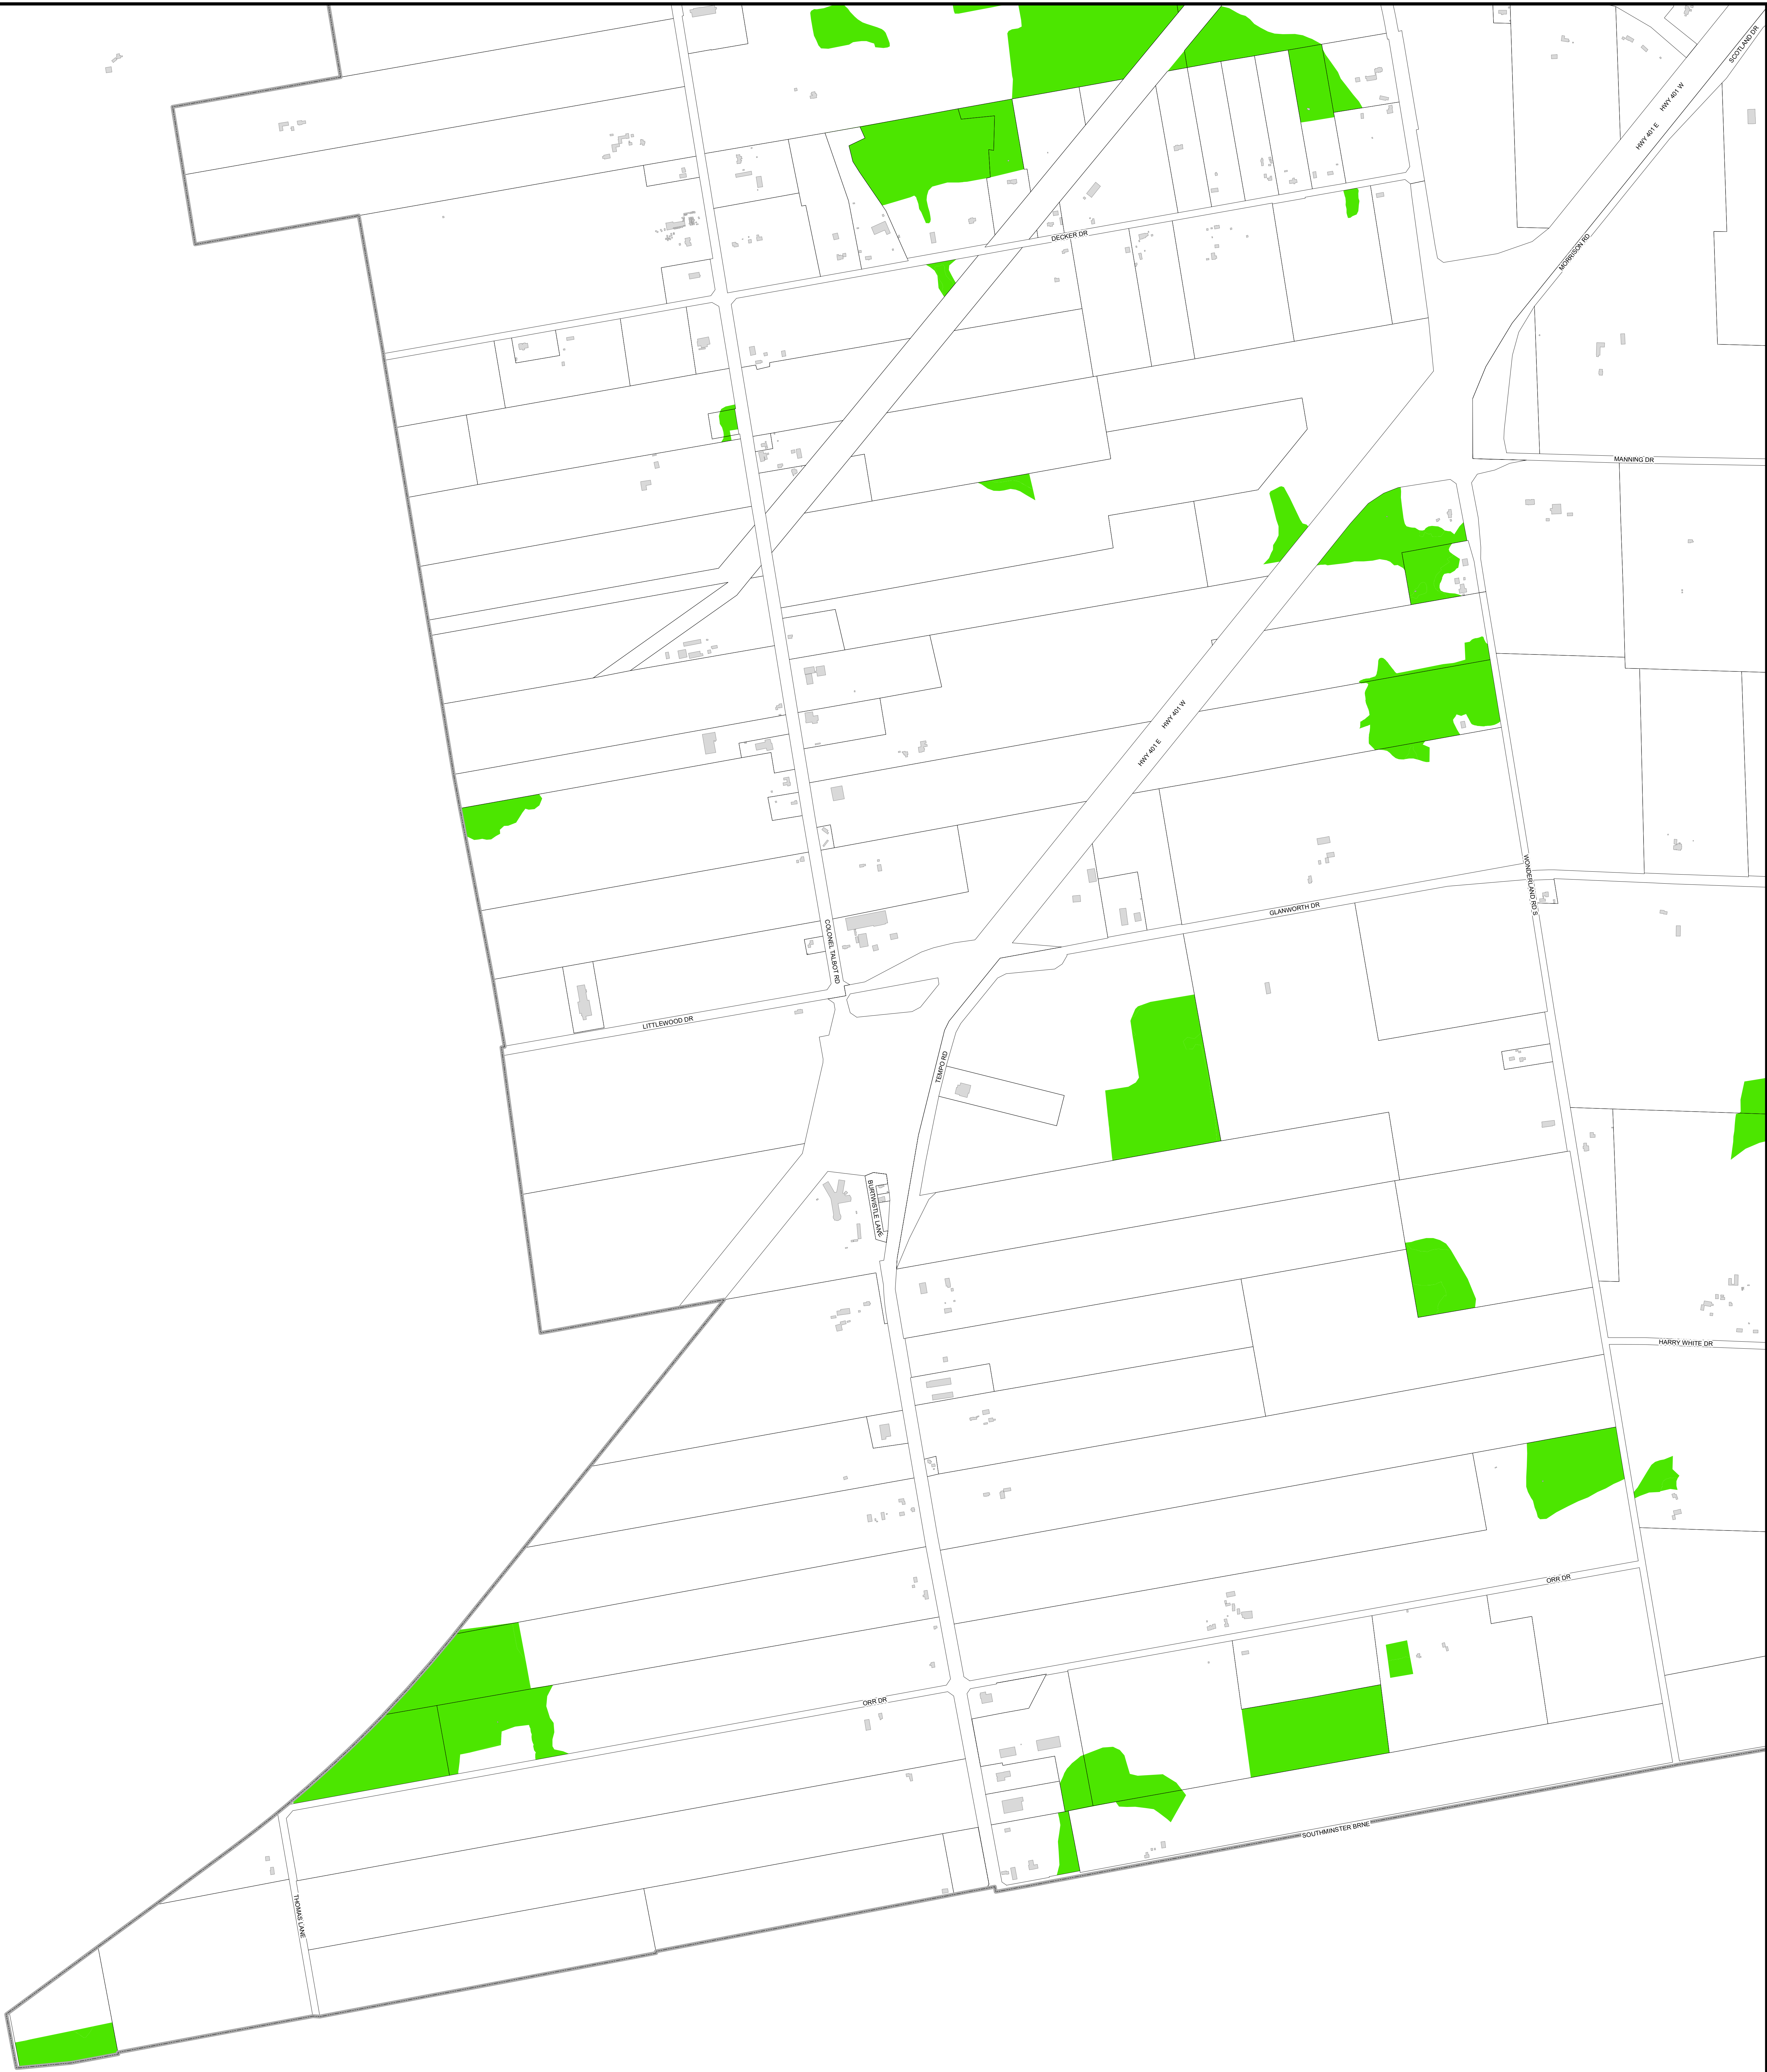 SCOTLAND DR
HWY 401 W
HWY 401 E
MORRISON RD
DECKER DR
MANNING DR
HWY 401 W
HWY 401 E
WONDERLAND RD S
GLANWORTH DR
COLONEL TALBOT RD
LITTLEWOOD DR
TEMPO RD
BURTWISTLE LANE
HARRY WHITE DR
ORR DR
ORR DR
SOUTHMINSTER BRNE
THOMAS LANE